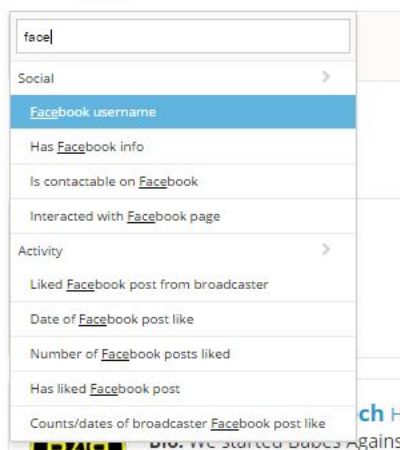 face
Social
Facebook username
Has Facebook info
Is contactable on Facebook
Interacted with Facebook page
Activity
Liked Facebook post from broadcaster
Date of Facebook post like
Number of Facebook posts liked
Has liked Facebook post
Counts/dates of broadcaster Facebook post like
ch H
Bio: We started Babes Agains